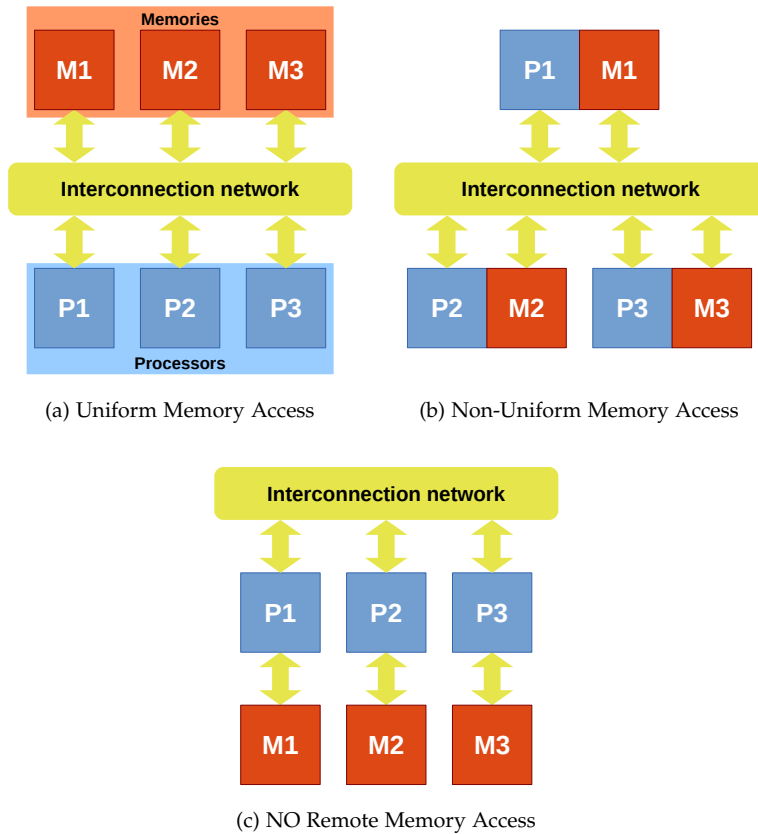 Memories
M1 M2 M3
Interconnection network
P1 P2 P3
Processors
(a) Uniform Memory Access
P1 M1
Interconnection network
P2 M2 P3 M3
(b) Non-Uniform Memory Access
Interconnection network
P1 P2 P3
M1 M2 M3
(c) NO Remote Memory Access